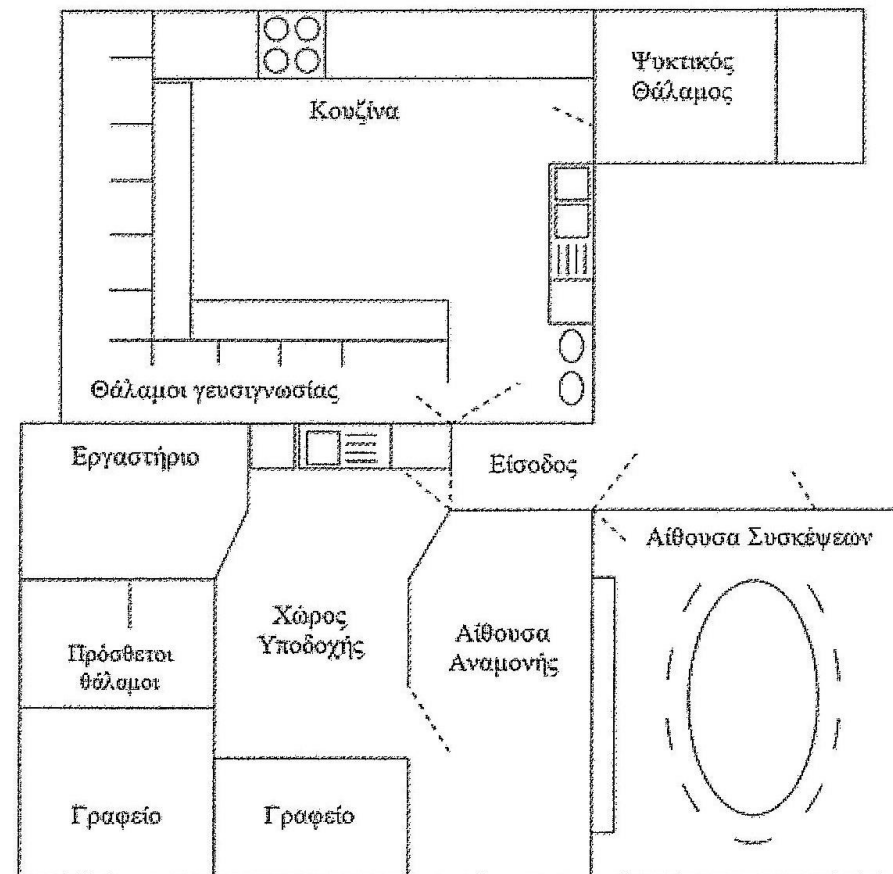 Ψυκτικός
Θάλαμος
Κουζίνα
Θάλαμοι γευσιγνωσίας
Εργαστήριο
Είσοδος
Αίθουσα Συσκέψεων
Χώρος
Υποδοχής
Αίθουσα
Αναμονής
Πρόσθετοι
θάλαμοι
Γραφείο
Γραφείο